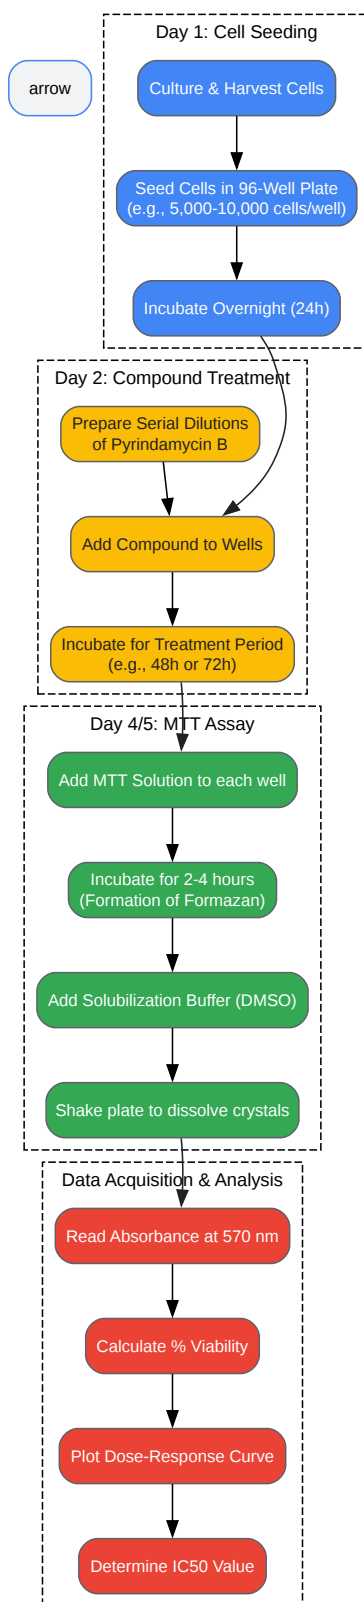 Day 1: Cell Seeding
arrow
Culture & Harvest Cells
Seed Cells in 96-Well Plate
(e.g., 5,000-10,000 cells/well)
Incubate Overnight (24h)
Day 2: Compound Treatment
Prepare Serial Dilutions
of Pyrindamycin B
Add Compound to Wells
Incubate for Treatment Period
(e.g., 48h or 72h)
Day 4/5: MTT Assay
Add MTT Solution to each well
Incubate for 2-4 hours
(Formation of Formazan)
Add Solubilization Buffer (DMSO)
Shake plate to dissolve crystals
Data Acquisition & Analysis
Read Absorbance at 570 nm
Calculate % Viability
Plot Dose-Response Curve
Determine IC50 Value